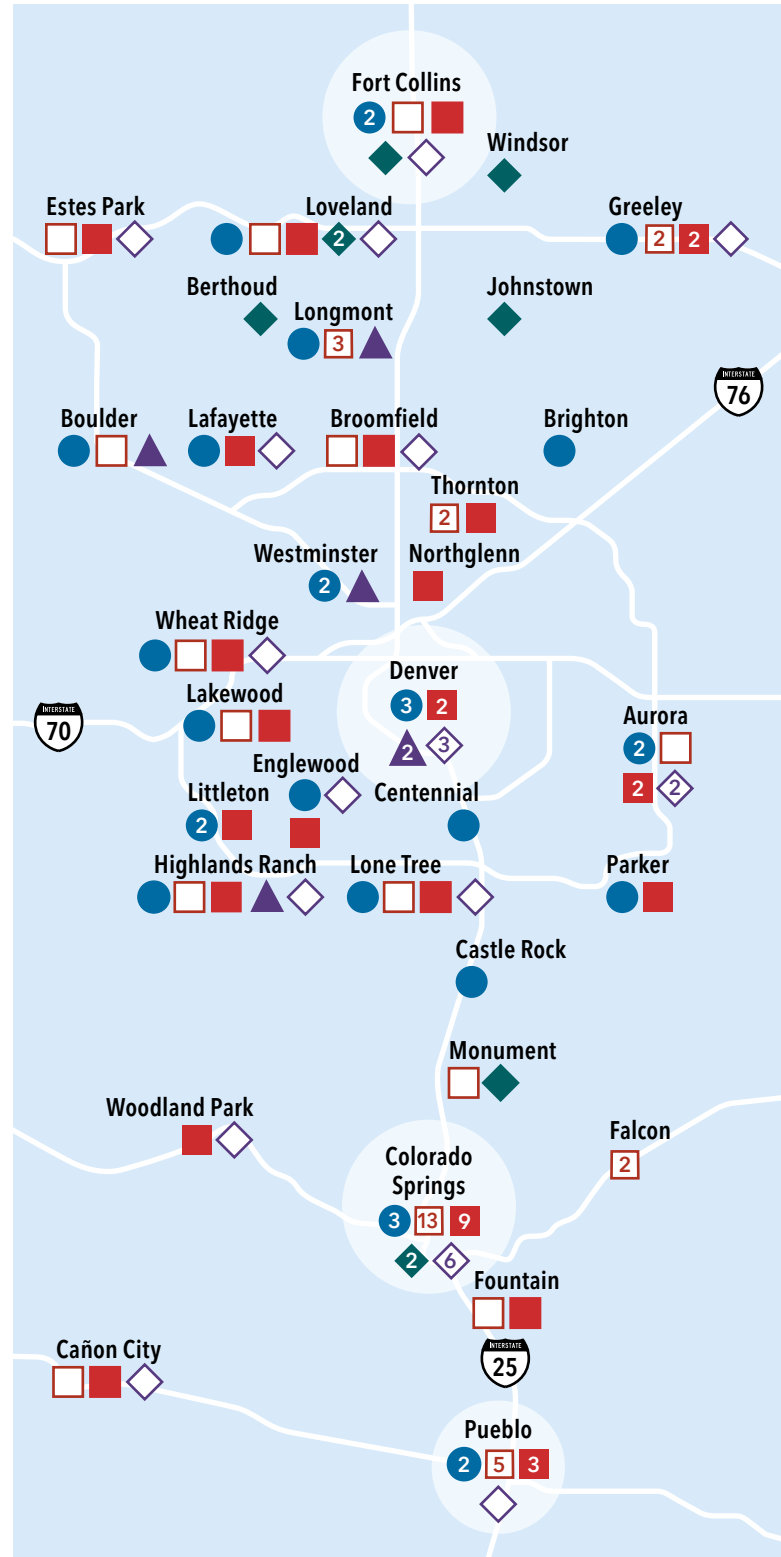 Fort Collins
2
Windsor
Estes Park
Loveland
2
Greeley
2 2
Berthoud
Johnstown
Longmont
3
INTERSTATE
76
Boulder
Lafayette
Broomfield
Brighton
Thornton
2
Westminster
2
Northglenn
Wheat Ridge
Denver
3 2
2 3
Lakewood
INTERSTATE
70
Aurora
2
2 2
Englewood
Littleton
2
Centennial
Highlands Ranch
Lone Tree
Parker
Castle Rock
Monument
Woodland Park
Falcon
2
Colorado
Springs
3 13 9
2 6
Fountain
Cañon City
INTERSTATE
25
Pueblo
2 5 3